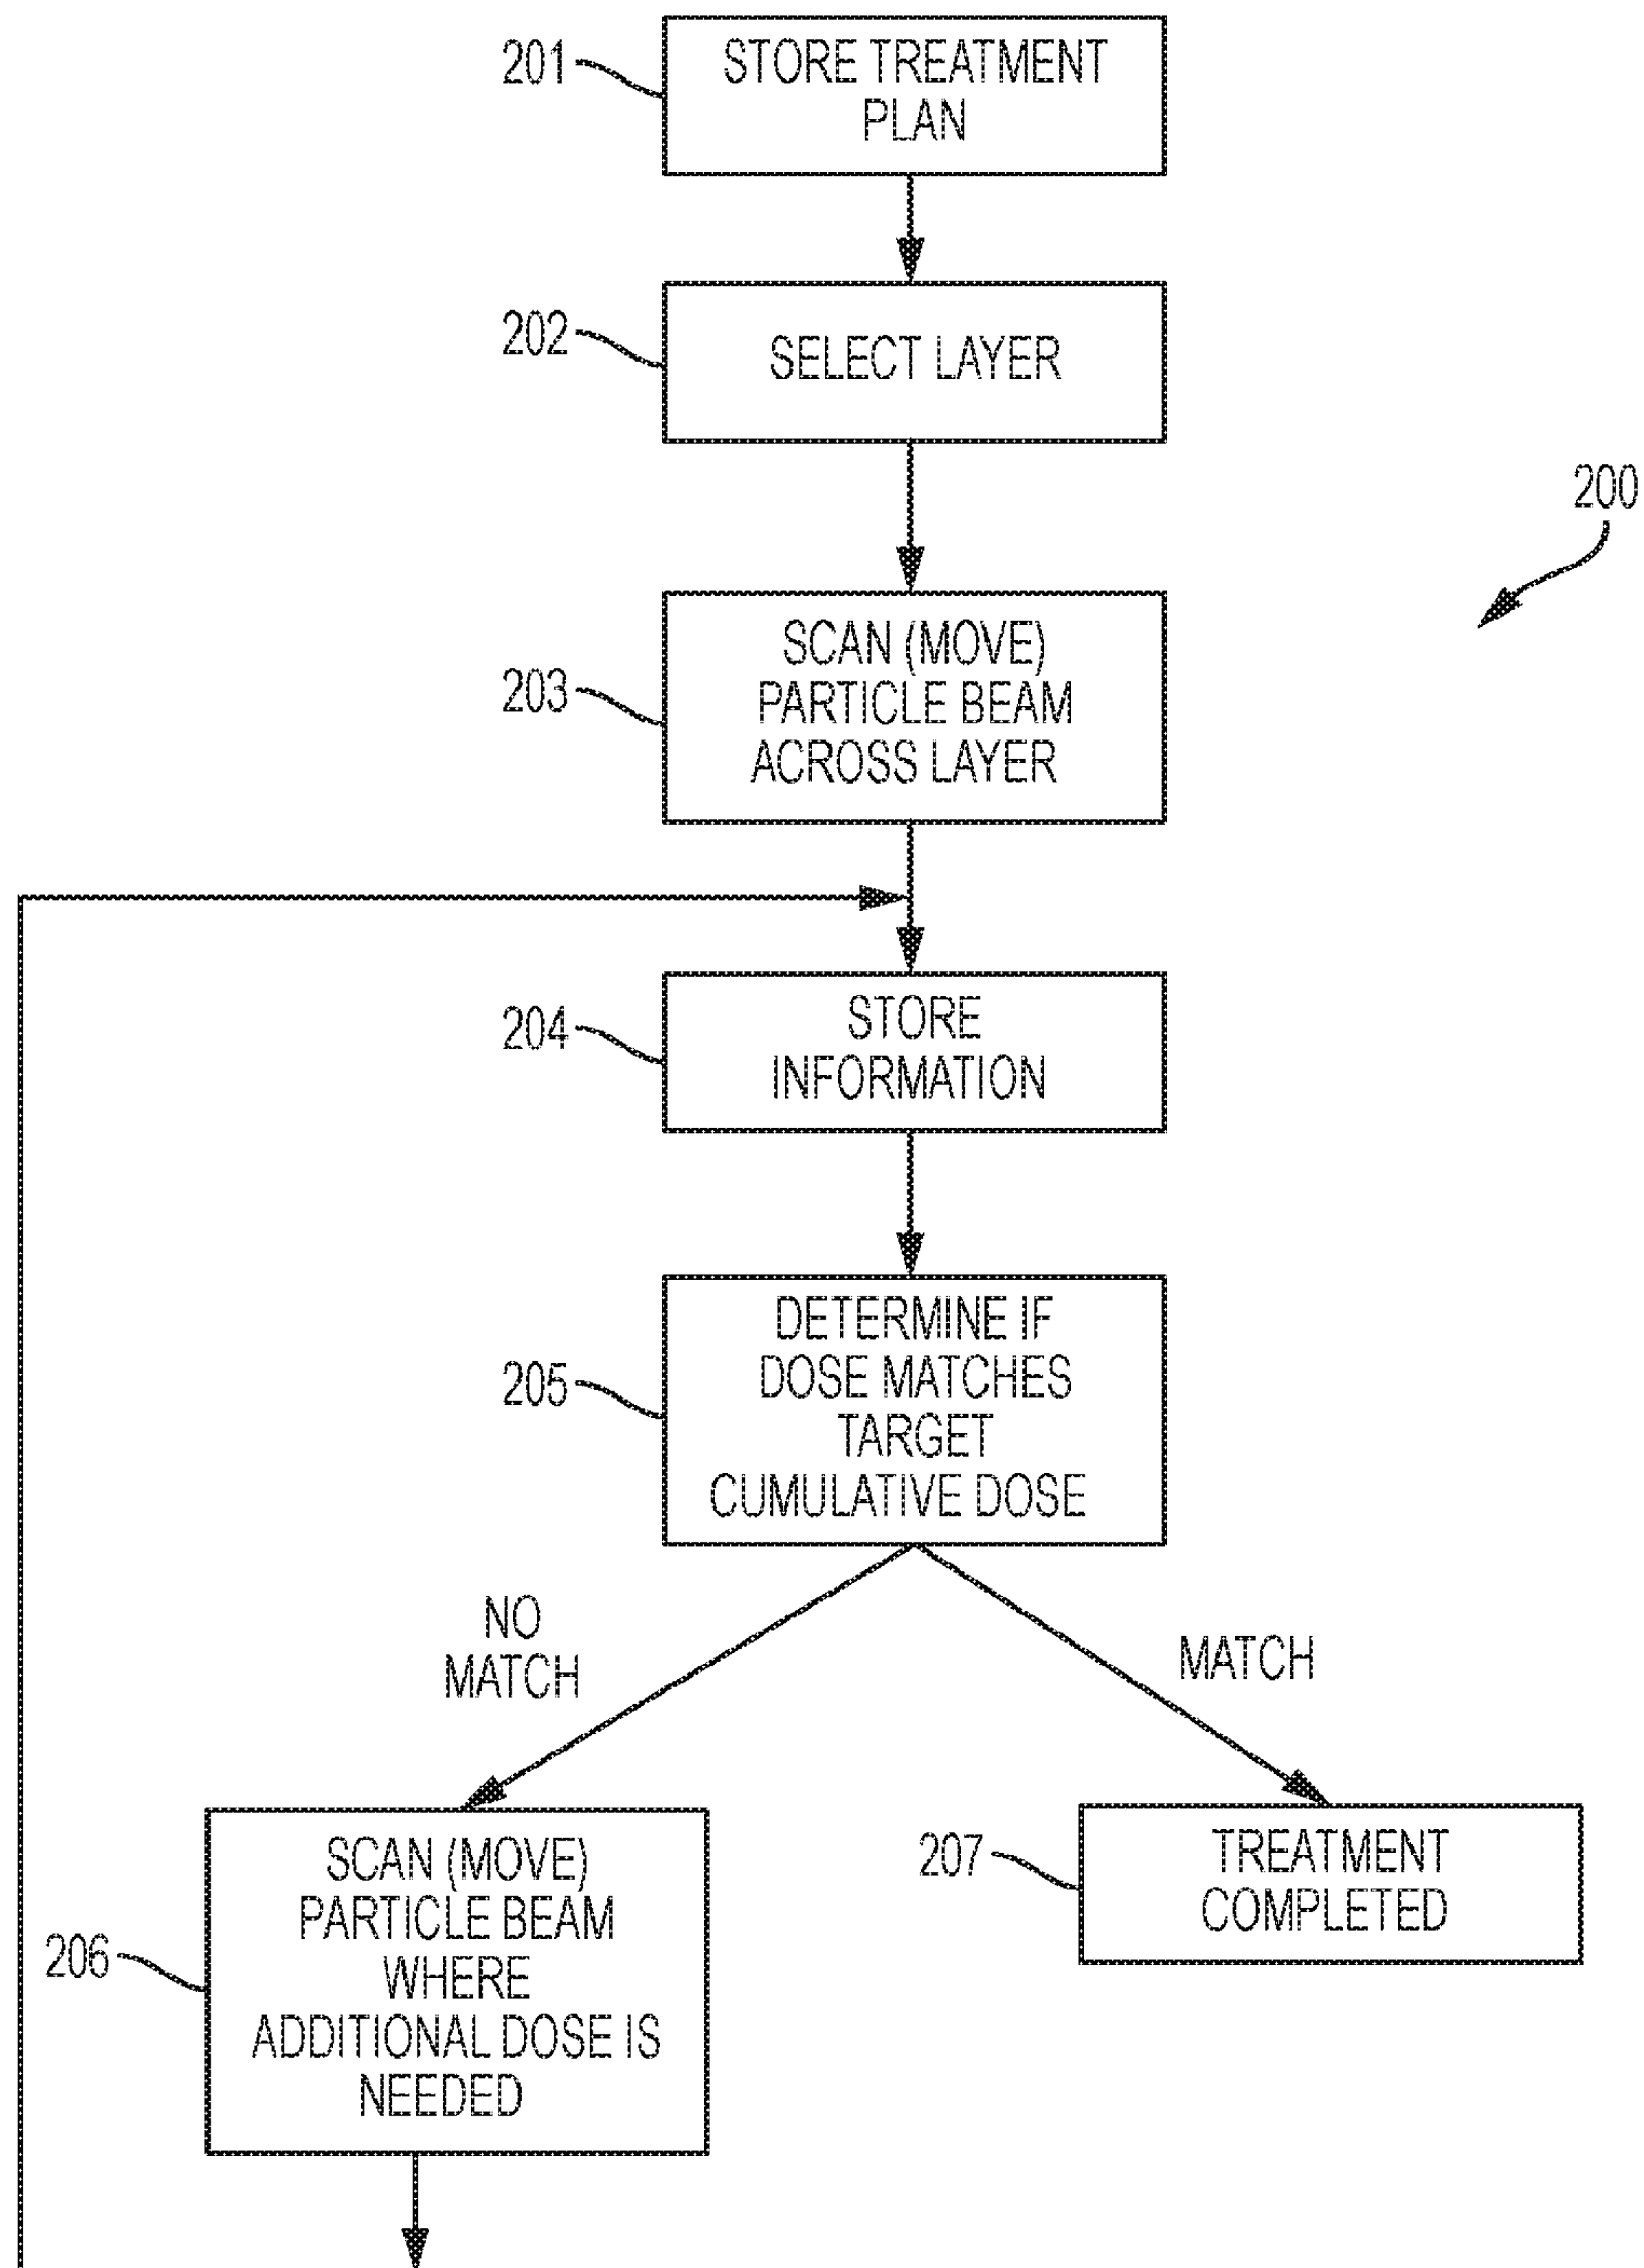 201
STORE TREATMENT
PLAN
202
SELECT LAYER
200
203
SCAN (MOVE)
PARTICLE BEAM
ACROSS LAYER
204
STORE
INFORMATION
205
DETERMINE IF
DOSE MATCHES
TARGET
CUMULATIVE DOSE
NO
MATCH
MATCH
206
SCAN (MOVE)
PARTICLE BEAM
WHERE
ADDITIONAL DOSE IS
NEEDED
207
TREATMENT
COMPLETED